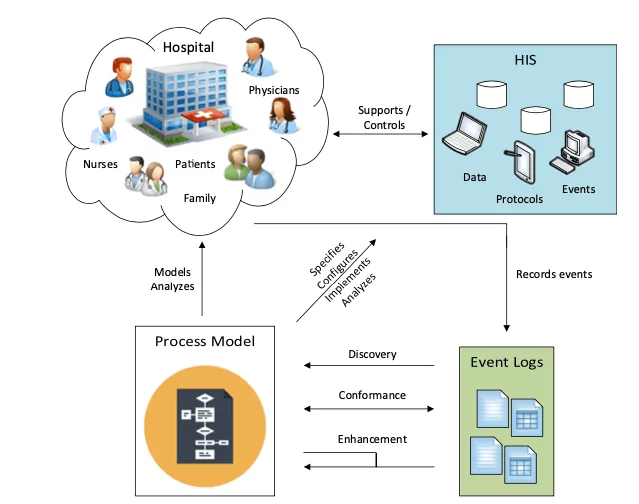 Hospital
Physicians
Nurses
Patients
Family
HIS
Data
Protocols
Events
Supports /
Controls
Models
Analyzes
Specifies
Configures
Implements
Analyzes
Records events
Process Model
Discovery
Conformance
Enhancement
Event Logs